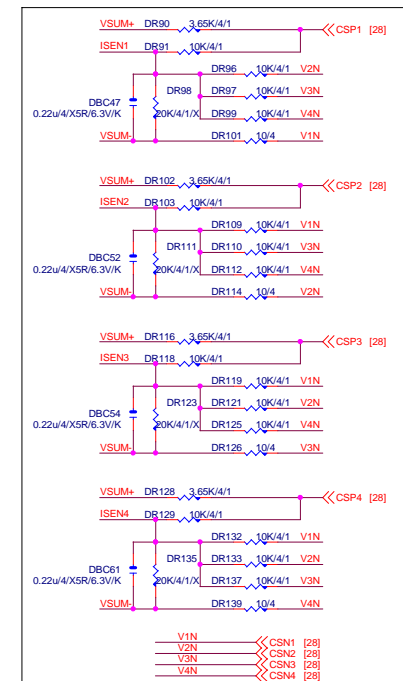 VSUM+ DR90 3.65K/4/1 CSP1 [28]
ISEN1 DR91 10K/4/1
DR96 10K/4/1 V2N
DR98 DR97 10K/4/1 V3N
DBC47
0.22u/4/X5R/6.3V/K 20K/4/1/X DR99 10K/4/1 V4N
VSUM- DR101 10/4 V1N
VSUM+ DR102 3.65K/4/1 CSP2 [28]
ISEN2 DR103 10K/4/1
DR109 10K/4/1 V1N
DR111 DR110 10K/4/1 V3N
DBC52
0.22u/4/X5R/6.3V/K 20K/4/1/X DR112 10K/4/1 V4N
VSUM- DR114 10/4 V2N
VSUM+ DR116 3.65K/4/1 CSP3 [28]
ISEN3 DR118 10K/4/1
DR119 10K/4/1 V1N
DR123 DR121 10K/4/1 V2N
DBC54
0.22u/4/X5R/6.3V/K 20K/4/1/X DR125 10K/4/1 V4N
VSUM- DR126 10/4 V3N
VSUM+ DR128 3.65K/4/1 CSP4 [28]
ISEN4 DR129 10K/4/1
DR132 10K/4/1 V1N
DR135 DR133 10K/4/1 V2N
DBC61
0.22u/4/X5R/6.3V/K 20K/4/1/X DR137 10K/4/1 V3N
VSUM- DR139 10/4 V4N
V1N CSN1 [28]
V2N CSN2 [28]
V3N CSN3 [28]
V4N CSN4 [28]